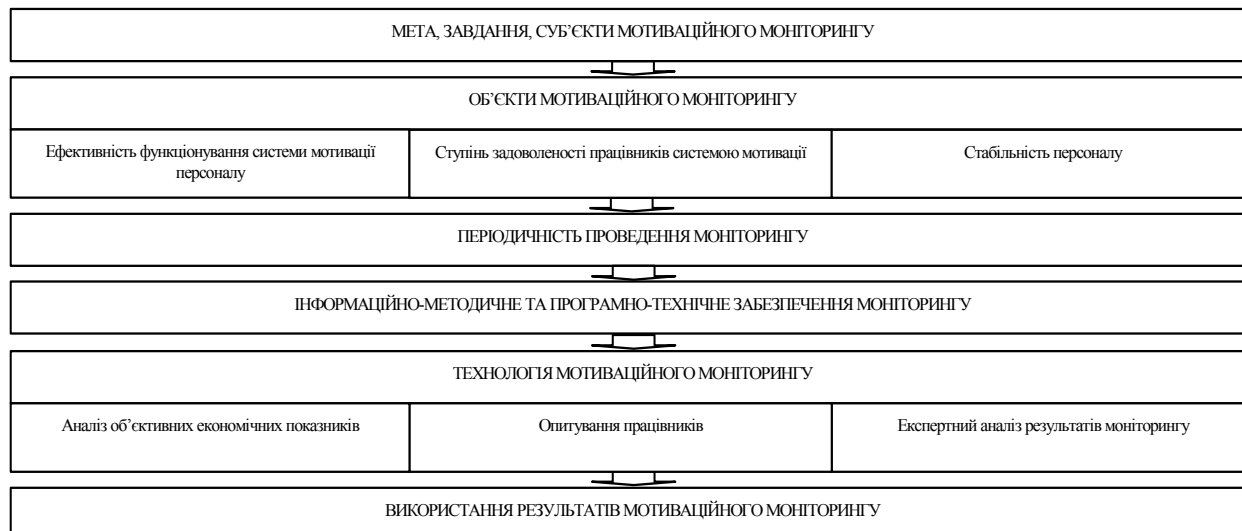 МЕТА, ЗАВДАННЯ, СУБ’ЄКТИ МОТИВАЦІЙНОГО МОНІТОРИНГУ
ОБ’ЄКТИ МОТИВАЦІЙНОГО МОНІТОРИНГУ
Ефективність функціонування системи мотивації
персоналу
Ступінь задоволеності працівників системою мотивації
Стабільність персоналу
ПЕРІОДИЧНІСТЬ ПРОВЕДЕННЯ МОНІТОРИНГУ
ІНФОРМАЦІЙНО-МЕТОДИЧНЕ ТА ПРОГРАМНО-ТЕХНІЧНЕ ЗАБЕЗПЕЧЕННЯ МОНІТОРИНГУ
ТЕХНОЛОГІЯ МОТИВАЦІЙНОГО МОНІТОРИНГУ
Аналіз об’єктивних економічних показників
Опитування працівників
Експертний аналіз результатів моніторингу
ВИКОРИСТАННЯ РЕЗУЛЬТАТІВ МОТИВАЦІЙНОГО МОНІТОРИНГУ